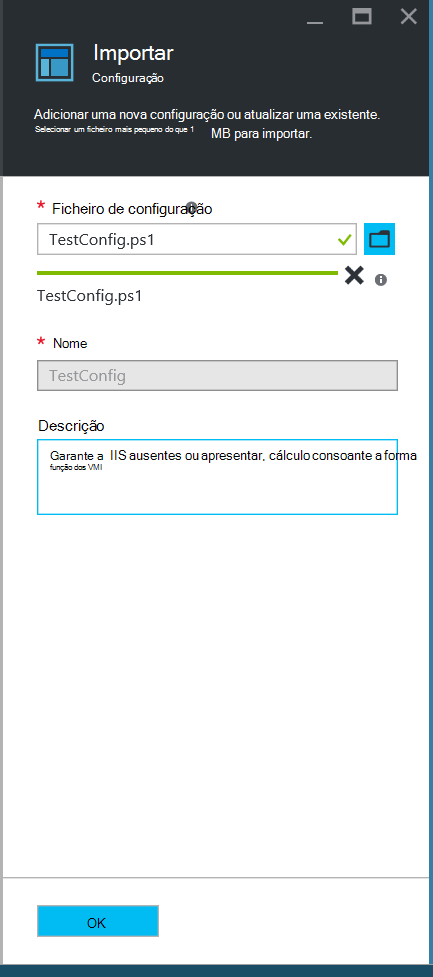 Importar
Configuração
Adicionar uma nova configuração ou atualizar uma existente.
Selecionar um ficheiro mais pequeno do que 1 MB para importar.
* Ficheiro de configuração
TestConfig.ps1
TestConfig.ps1
* Nome
TestConfig
Descrição
Garante a IIS ausentes ou apresentar, cálculo consoante a forma
função dos VMI
OK